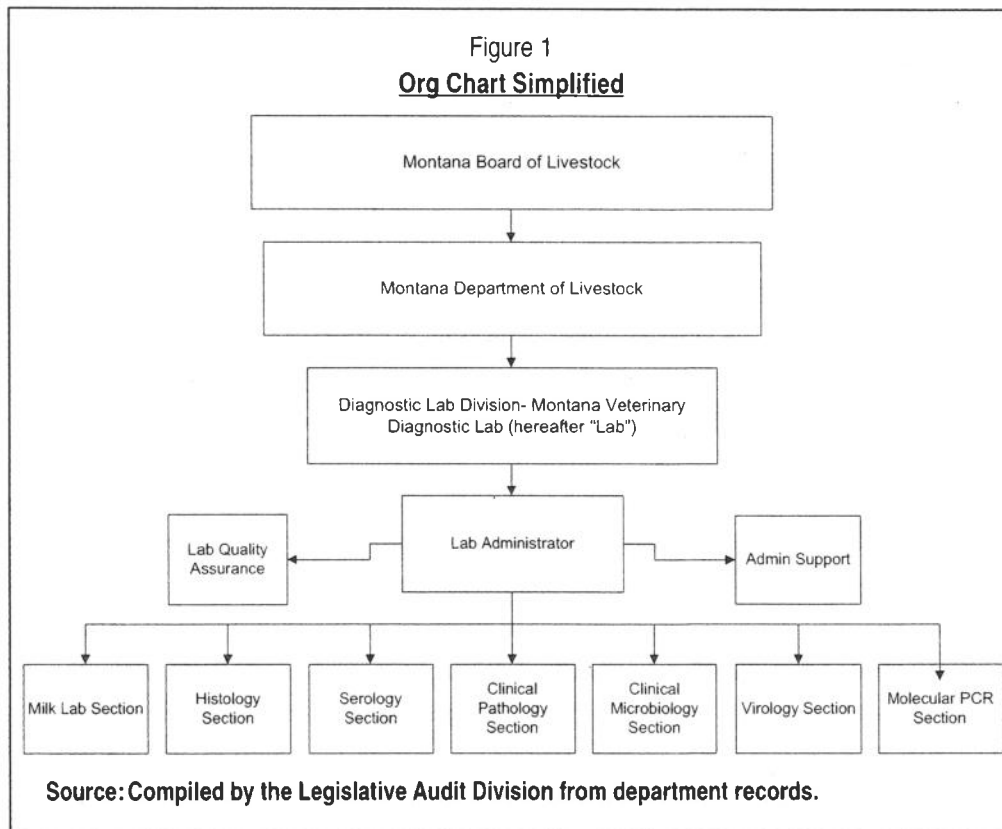 Figure 1
Org Chart Simplified
Montana Board of Livestock
Montana Department of Livestock
Diagnostic Lab Division- Montana Veterinary
Diagnostic Lab (hereafter “Lab”)
Lab Quality
Assurance
Lab Administrator
Admin Support
Milk Lab Section
Histology
Section
Serology
Section
Clinical
Pathology
Section
Clinical
Microbiology
Section
Virology Section
Molecular PCR
Section
Source: Compiled by the Legislative Audit Division from department records.